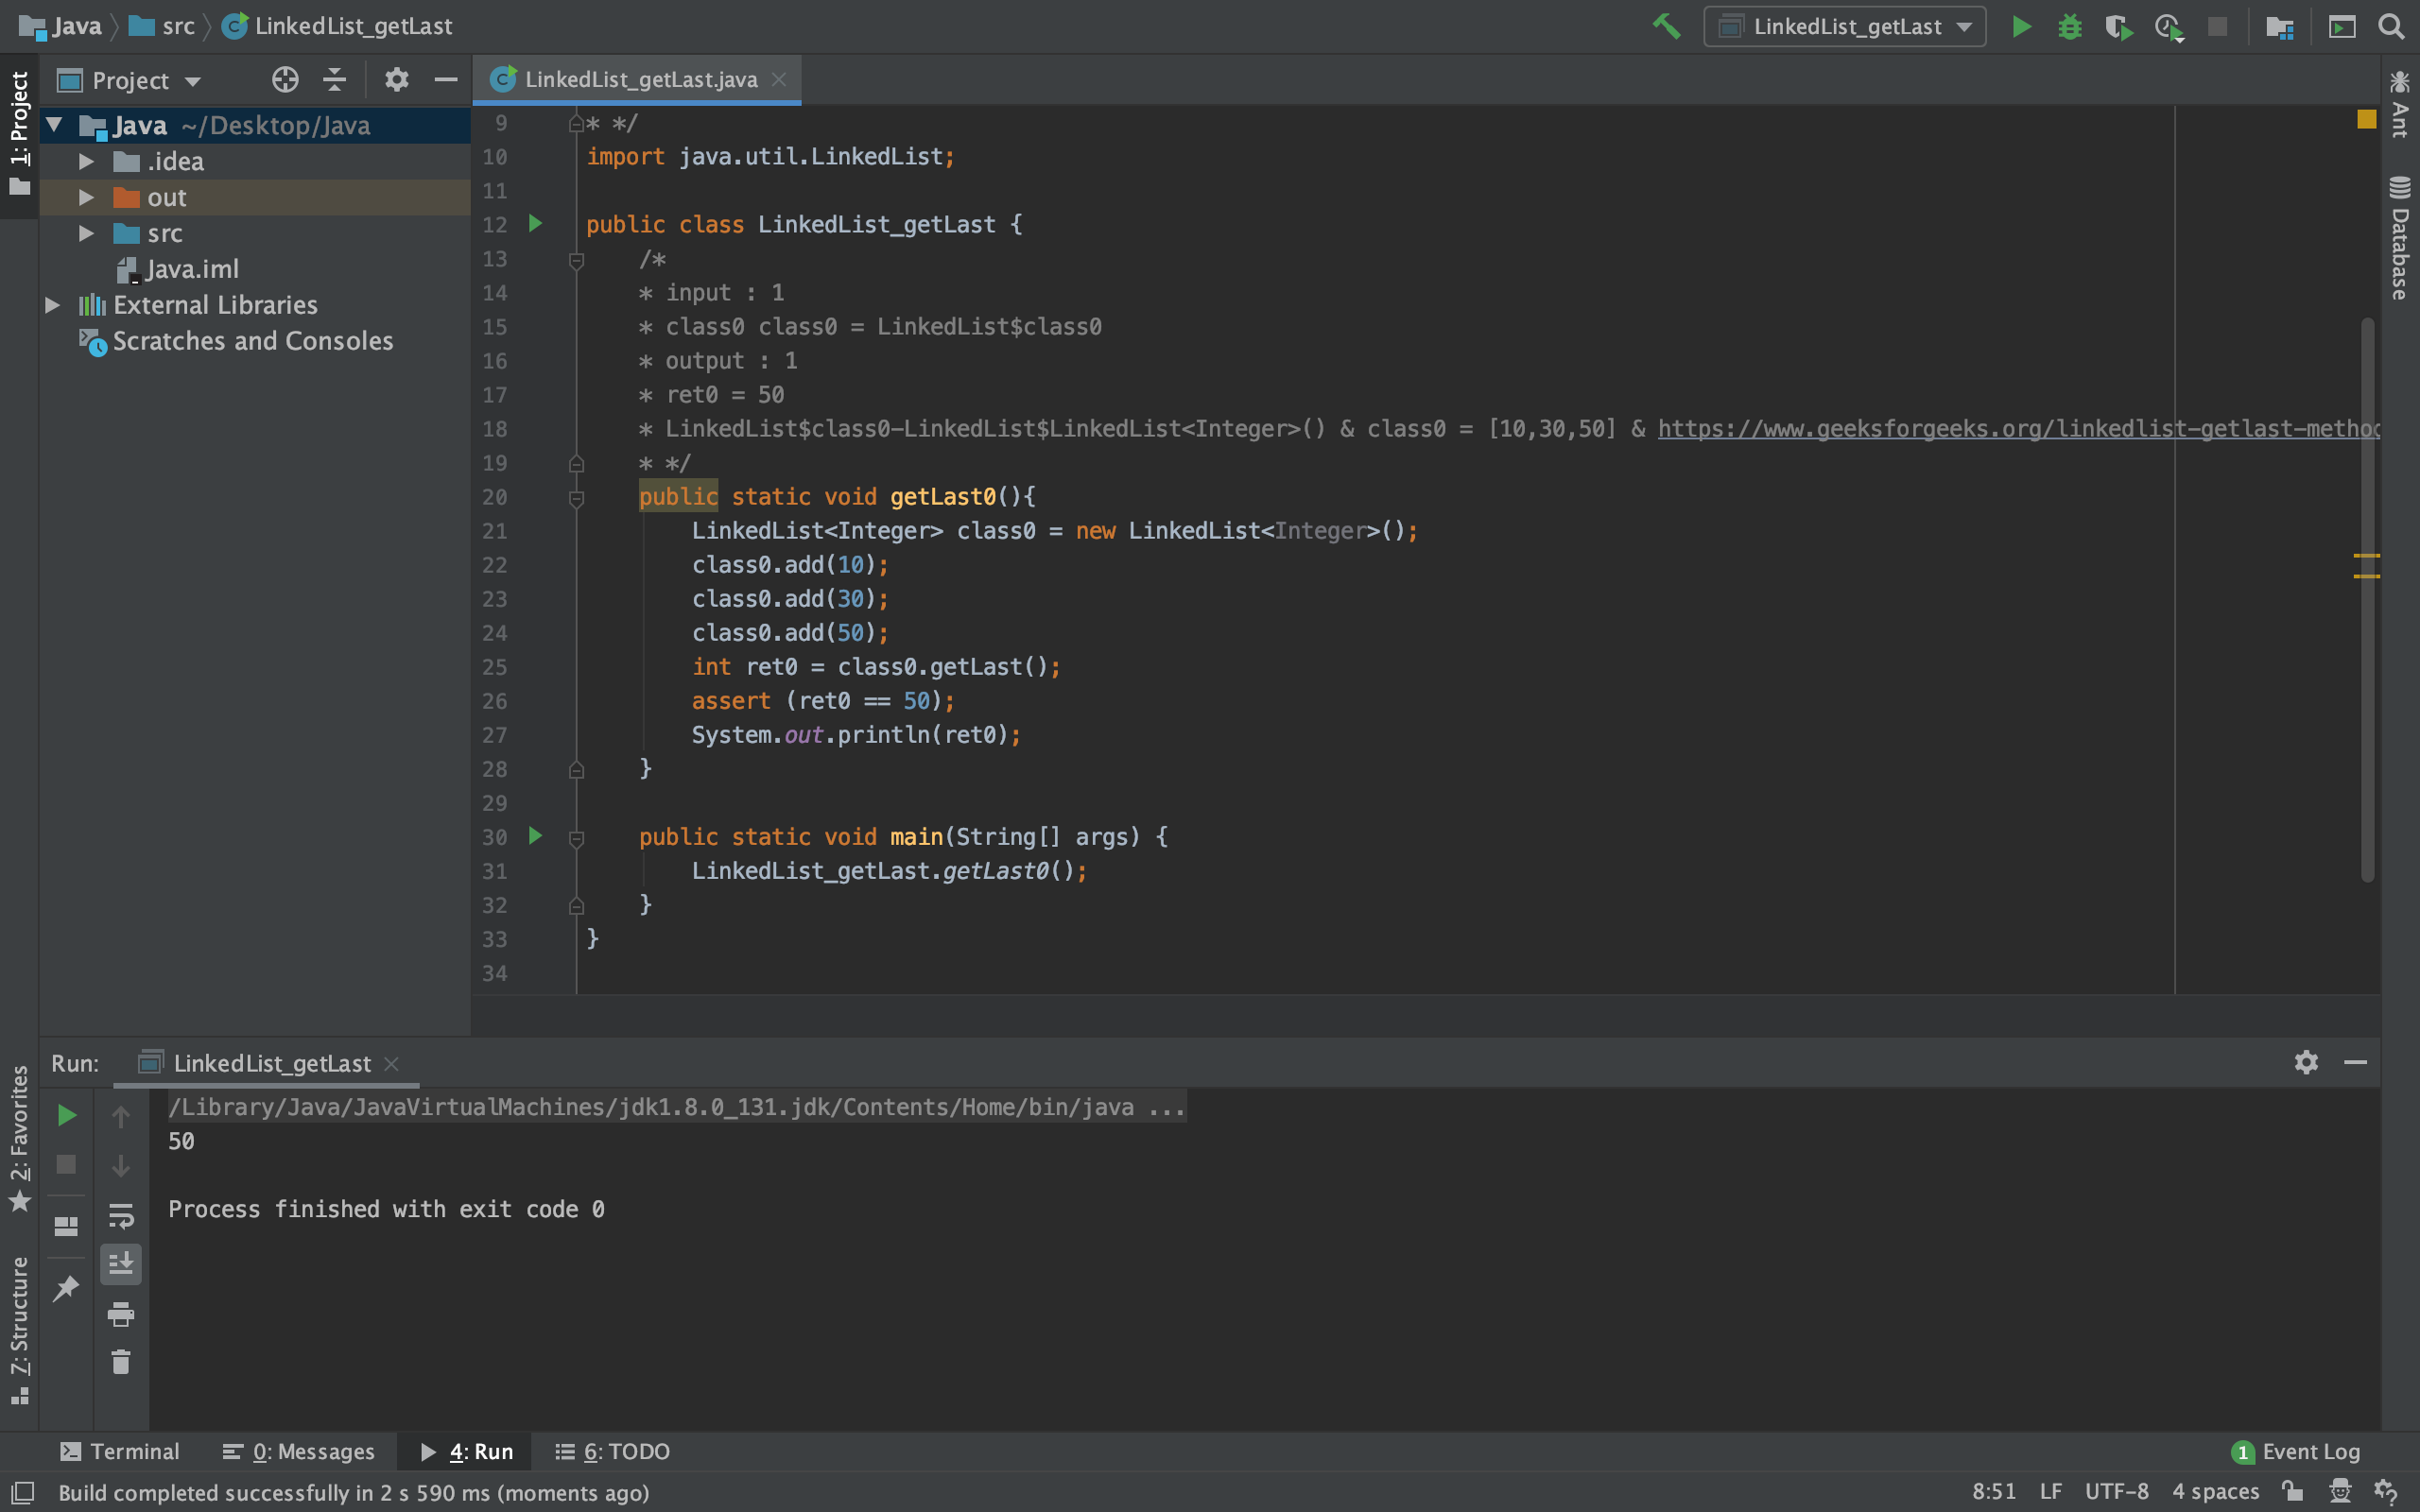 Java src LinkedList_getLast LinkedList_getLast
1: Project
Project
LinkedList_getLast.java
Java ~/Desktop/Java
.idea
out
src
Java.iml
External Libraries
Scratches and Consoles
9 * */
10 import java.util.LinkedList;
11
12 public class LinkedList_getLast {
13 /*
14 * input : 1
15 * class0 class0 = LinkedList$class0
16 * output : 1
17 * ret0 = 50
18 * LinkedList$class0-LinkedList$LinkedList<Integer>() & class0 = [10,30,50] & https://www.geeksforgeeks.org/linkedlist-getlast-method
19 * */
20 public static void getLast0(){
21 LinkedList<Integer> class0 = new LinkedList<Integer>();
22 class0.add(10);
23 class0.add(30);
24 class0.add(50);
25 int ret0 = class0.getLast();
26 assert (ret0 == 50);
27 System.out.println(ret0);
28 }
29
30 public static void main(String[] args) {
31 LinkedList_getLast.getLast0();
32 }
33 }
34
Ant
Database
Run: LinkedList_getLast
/Library/Java/JavaVirtualMachines/jdk1.8.0_131.jdk/Contents/Home/bin/java ...
50
Process finished with exit code 0
2: Favorites
7: Structure
Terminal 0: Messages 4: Run 6: TODO 1 Event Log
Build completed successfully in 2 s 590 ms (moments ago) 8:51 LF UTF-8 4 spaces